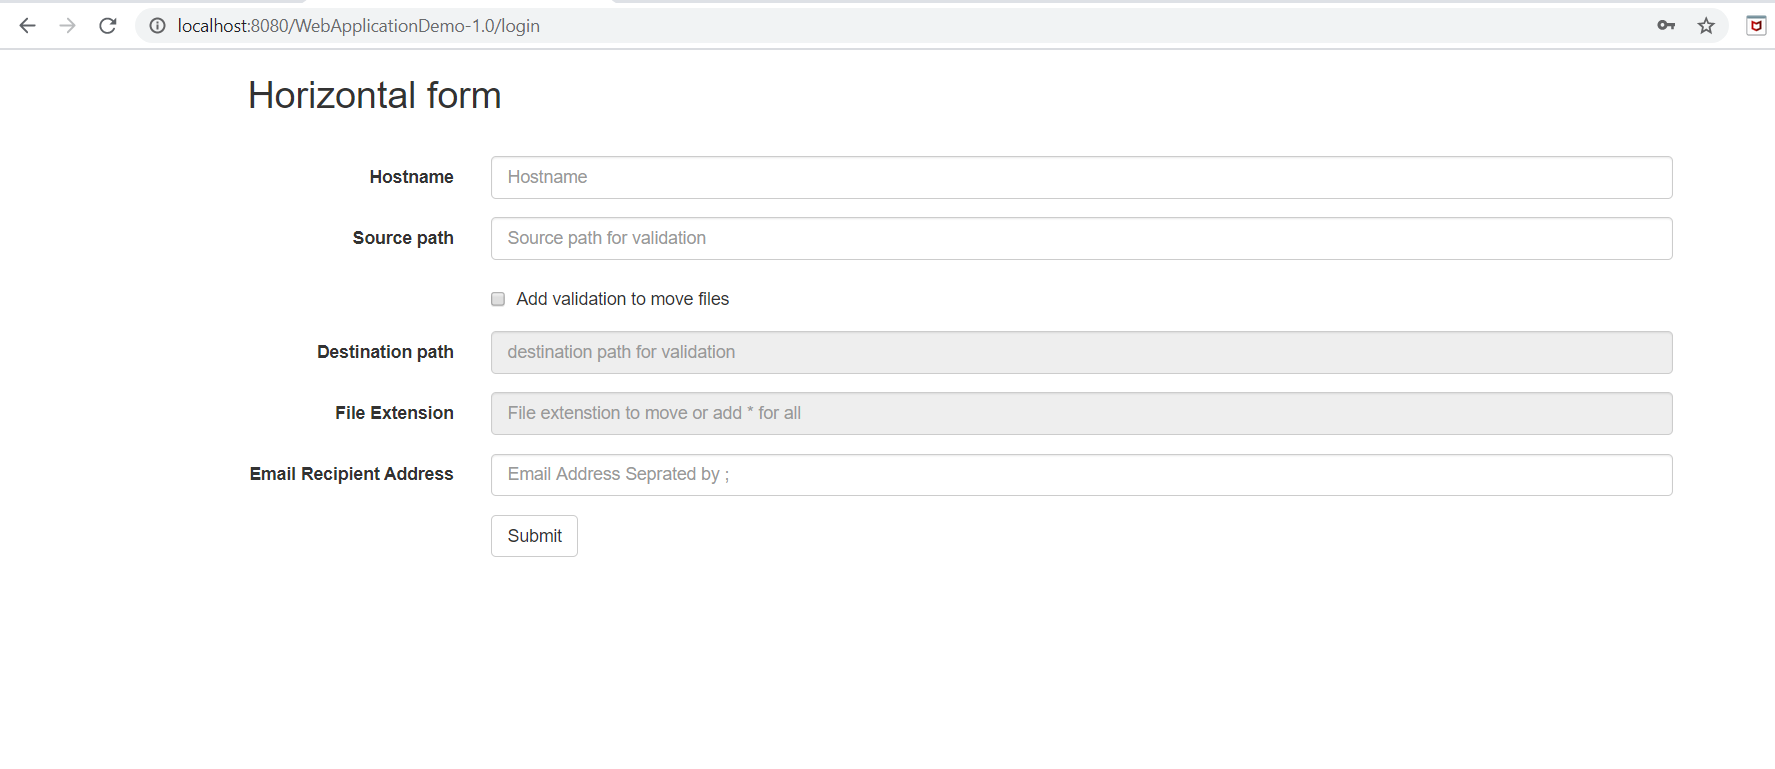 localhost:8080/WebApplicationDemo-1.0/login
Horizontal form
Hostname Hostname
Source path Source path for validation
Add validation to move files
Destination path destination path for validation
File Extension File extenstion to move or add * for all
Email Recipient Address Email Address Seprated by ;
Submit